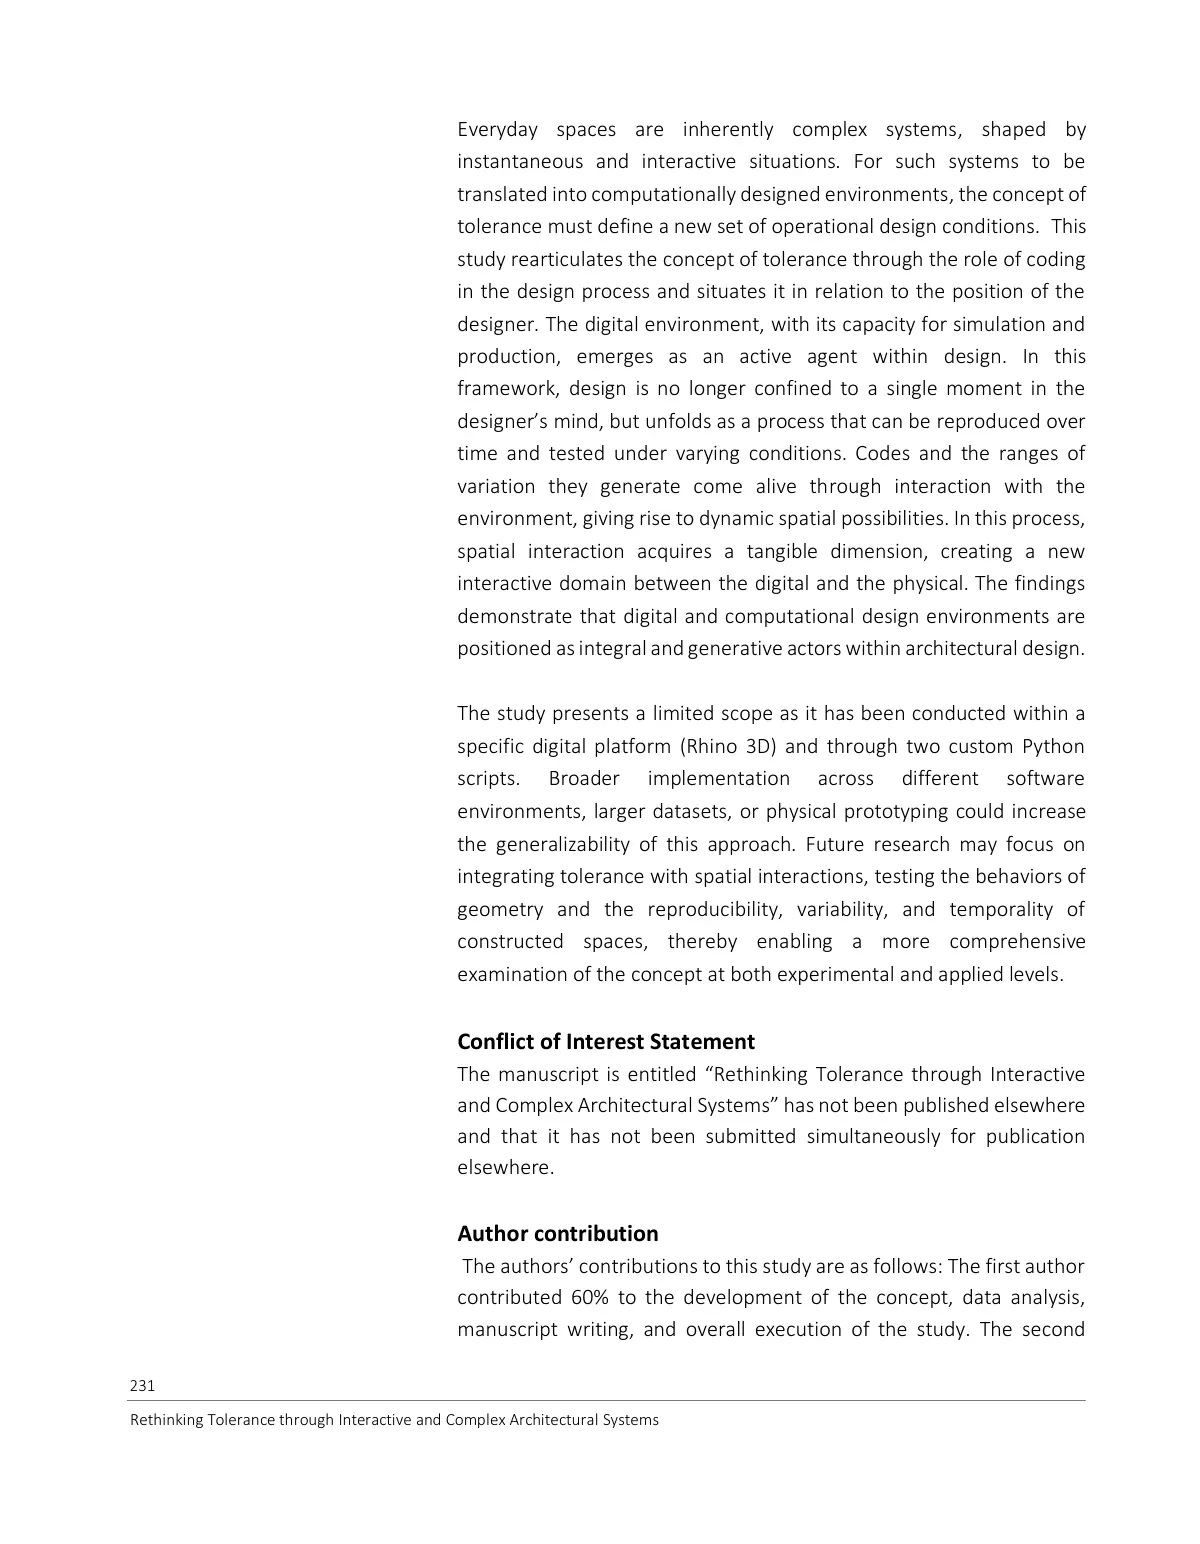 Everyday spaces are inherently complex systems, shaped by
instantaneous and interactive situations. For such systems to be
translated into computationally designed environments, the concept of
tolerance must define a new set of operational design conditions.  This
study rearticulates the concept of tolerance through the role of coding
in the design process and situates it in relation to the position of the
designer. The digital environment, with its capacity for simulation and
production, emerges as an active agent within design. In this
framework, design is no longer confined to a single moment in the
designer’s mind, but unfolds as a process that can be reproduced over
time and tested under varying conditions. Codes and the ranges of
variation they generate come alive through interaction with the
environment, giving rise to dynamic spatial possibilities. In this process,
spatial interaction acquires a tangible dimension, creating a new
interactive domain between the digital and the physical. The findings
demonstrate that digital and computational design environments are
positioned as integral and generative actors within architectural design.
The study presents a limited scope as it has been conducted within a
specific digital platform (Rhino 3D) and through two custom Python
scripts. Broader implementation across different software
environments, larger datasets, or physical prototyping could increase
the generalizability of this approach. Future research may focus on
integrating tolerance with spatial interactions, testing the behaviors of
geometry and the reproducibility, variability, and temporality of
constructed spaces, thereby enabling a more comprehensive
examination of the concept at both experimental and applied levels.
Conflict of Interest Statement
The manuscript is entitled “Rethinking Tolerance through Interactive
and Complex Architectural Systems” has not been published elsewhere
and that it has not been submitted simultaneously for publication
elsewhere.
Author contribution
The authors’ contributions to this study are as follows: The first author
contributed 60% to the development of the concept, data analysis,
manuscript writing, and overall execution of the study. The second
231
Rethinking Tolerance through Interactive and Complex Architectural Systems